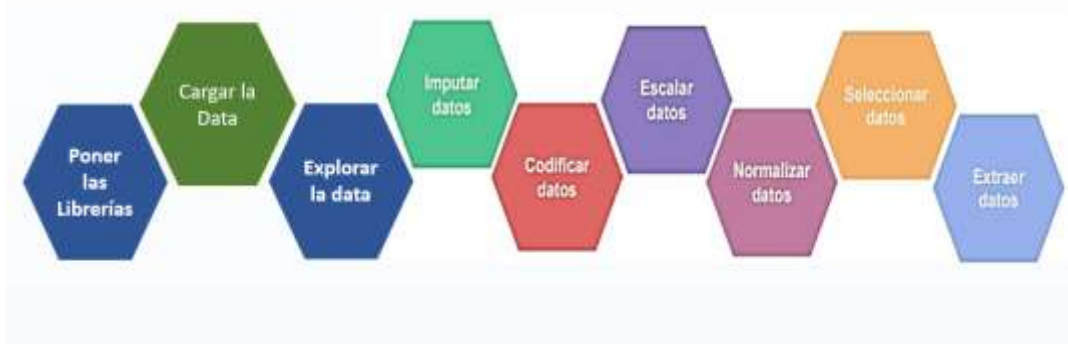 Poner
las
Librerías
Cargar la
Data
Explorar
la data
Imputar
datos
Codificar
datos
Escalar
datos
Normalizar
datos
Seleccionar
datos
Extraer
datos